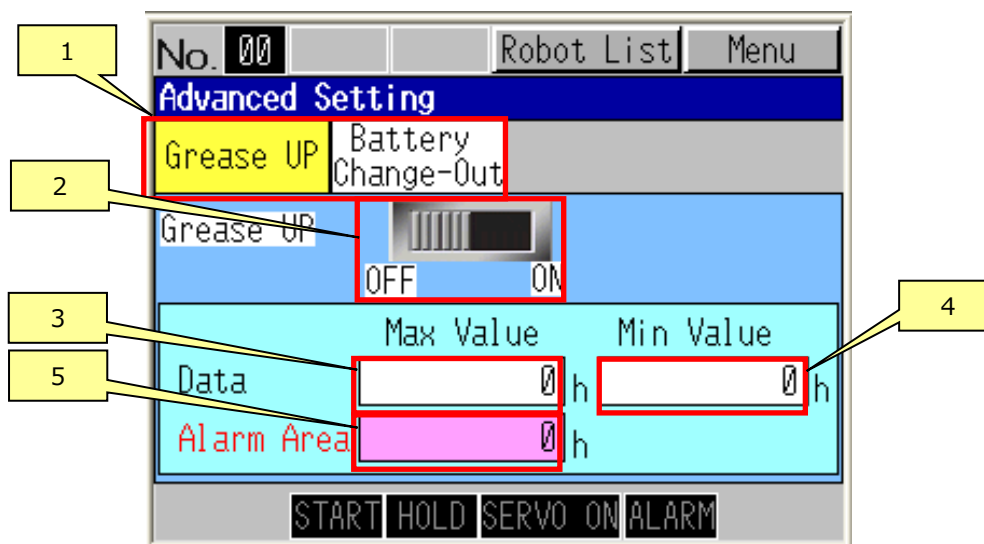 1
No. 00 Robot List Menu
Advanced Setting
Grease UP Battery
Change-Out
2
Grease UP
OFF ON
3
4
Max Value Min Value
5
Data 0 h 0 h
Alarm Area 0 h
START HOLD SERVO ON ALARM